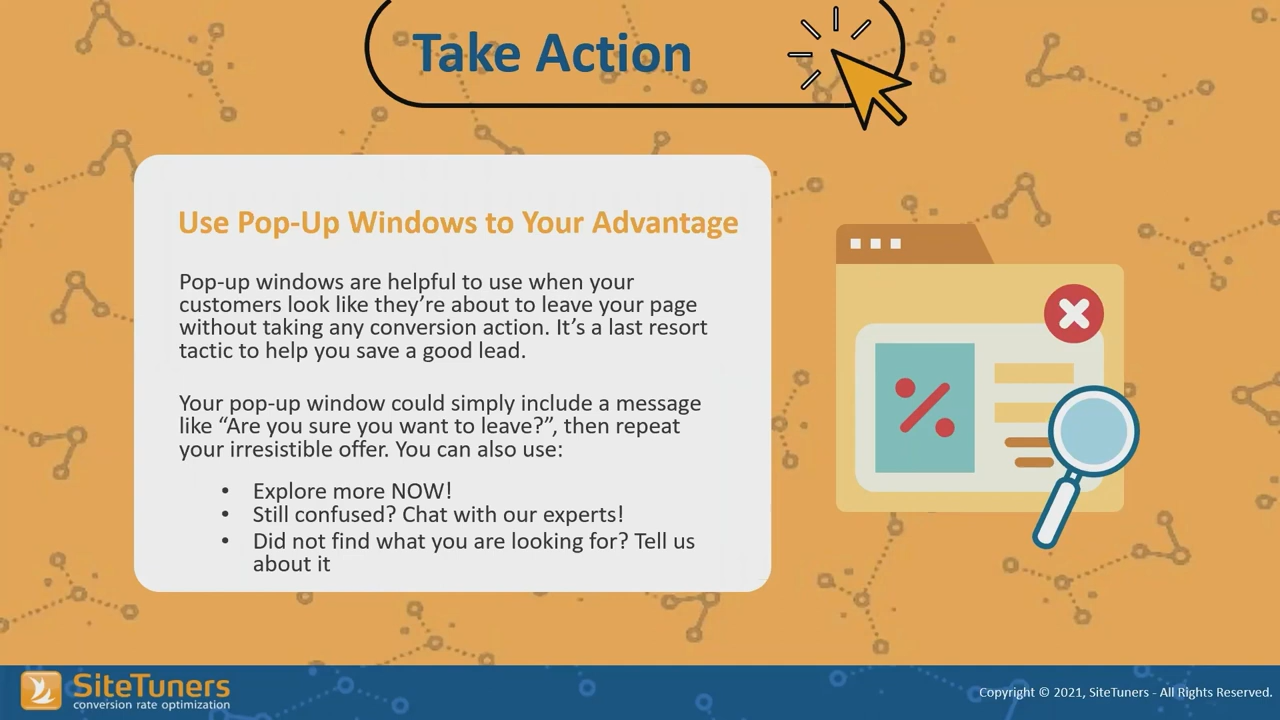 Take Action
Use Pop-Up Windows to Your Advantage
Pop-up windows are helpful to use when your
customers look like they're about to leave your page
without taking any conversion action. It's a last resort
tactic to help you save a good lead.
Your pop-up window could simply include a message
like “Are you sure you want to leave?”, then repeat
your irresistible offer. You can also use:
• Explore more NOW!
• Still confused? Chat with our experts!
• Did not find what you are looking for? Tell us
about it
%
SiteTuners
conversion rate optimization
Copyright © 2021, SiteTuners - All Rights Reserved.